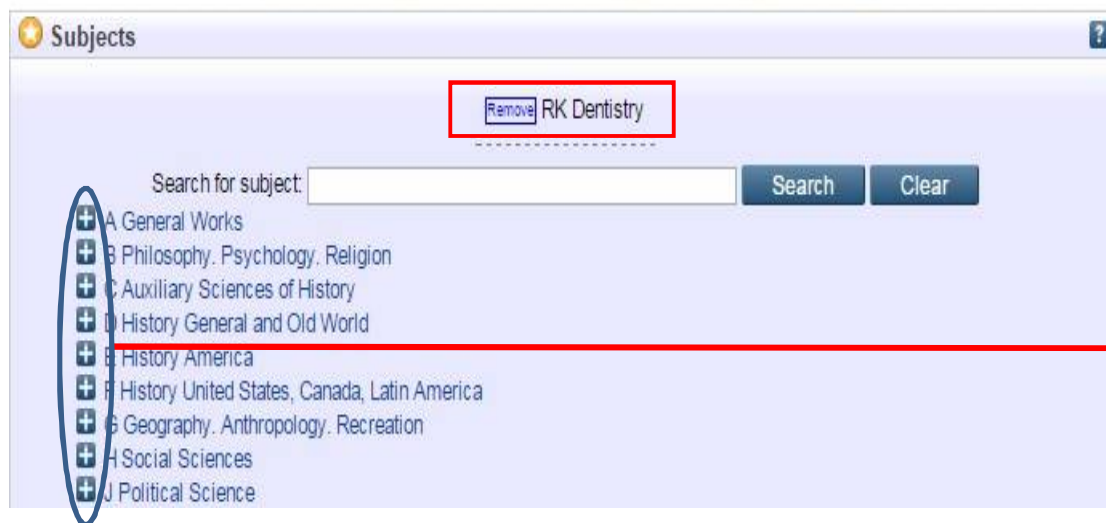 Subjects ?
Remove RK Dentistry
Search for subject: Search Clear
A General Works
B Philosophy. Psychology. Religion
C Auxiliary Sciences of History
D History General and Old World
E History America
F History United States, Canada, Latin America
G Geography. Anthropology. Recreation
H Social Sciences
J Political Science